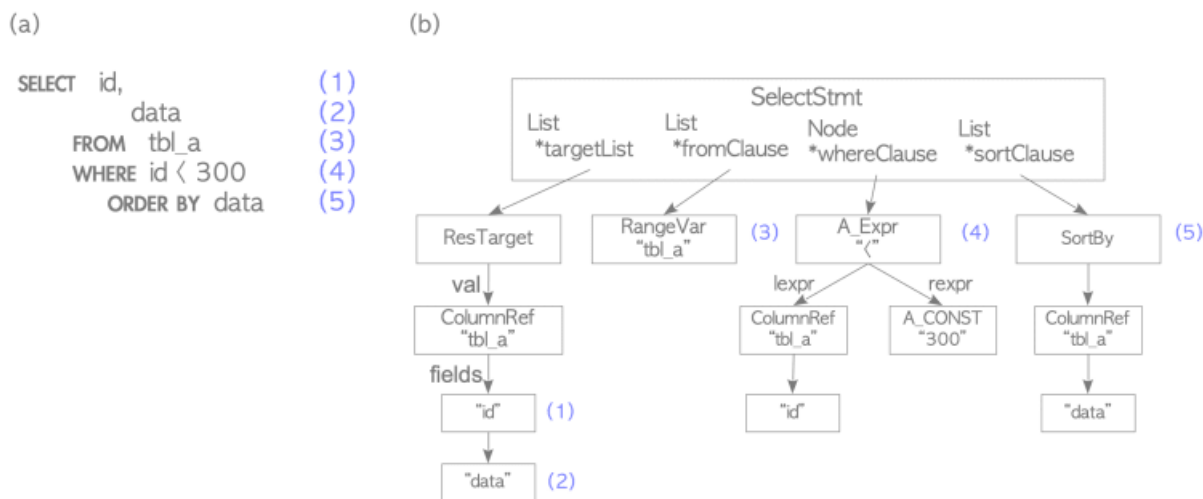 (a)
SELECT id, (1)
data (2)
FROM tbl_a (3)
WHERE id < 300 (4)
ORDER BY data (5)
(b)
SelectStmt
List *targetList
List *fromClause
Node *whereClause
List *sortClause
ResTarget
RangeVar "tbl_a" (3)
A_Expr "<" (4)
SortBy (5)
val
lexpr
rexpr
ColumnRef "tbl_a"
ColumnRef "tbl_a"
A_CONST "300"
ColumnRef "tbl_a"
fields
"id" (1)
"id"
"data"
"data" (2)